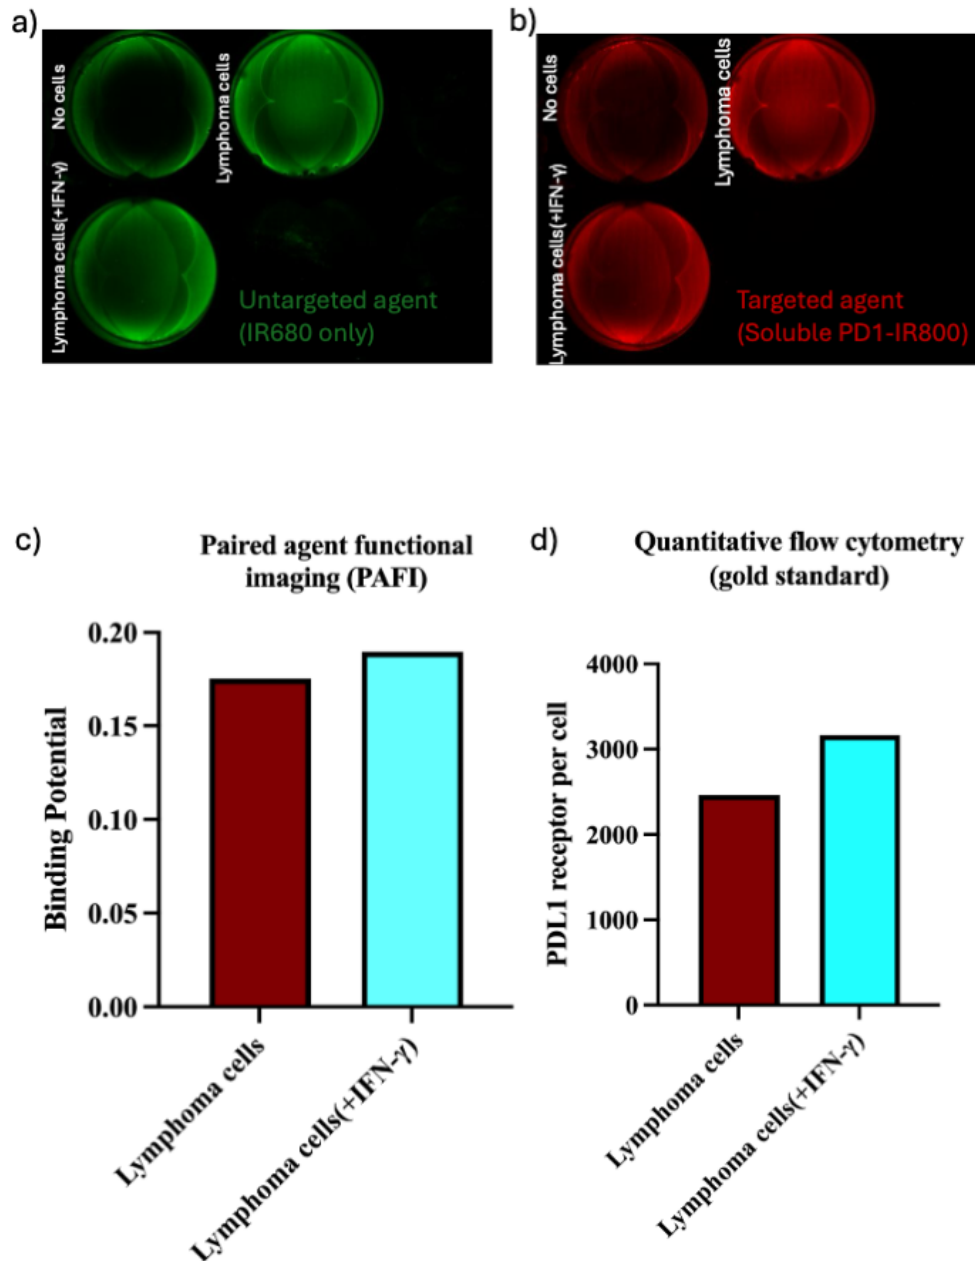 a)
No cells
Lymphoma cells
Lymphoma cells(+IFN-γ)
Untargeted agent
(IR680 only)
b)
No cells
Lymphoma cells
Lymphoma cells(+IFN-γ)
Targeted agent
(Soluble PD1-IR800)
c)
Paired agent functional
imaging (PAFI)
Binding Potential
0.20
0.15
0.10
0.05
0.00
Lymphoma cells
Lymphoma cells(+IFN-γ)
d)
Quantitative flow cytometry
(gold standard)
PDL1 receptor per cell
4000
3000
2000
1000
0
Lymphoma cells
Lymphoma cells(+IFN-γ)